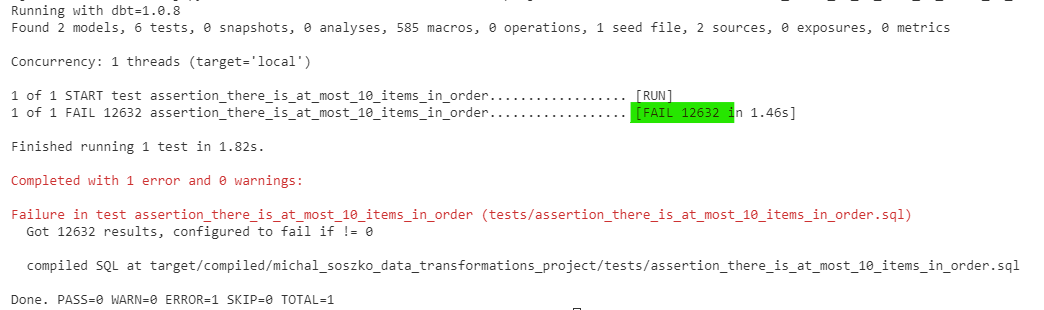 Running with dbt=1.0.8
Found 2 models, 6 tests, 0 snapshots, 0 analyses, 585 macros, 0 operations, 1 seed file, 2 sources, 0 exposures, 0 metrics
Concurrency: 1 threads (target='local')
1 of 1 START test assertion_there_is_at_most_10_items_in_order.................. [RUN]
1 of 1 FAIL 12632 assertion_there_is_at_most_10_items_in_order.................. [FAIL 12632 in 1.46s]
Finished running 1 test in 1.82s.
Completed with 1 error and 0 warnings:
Failure in test assertion_there_is_at_most_10_items_in_order (tests/assertion_there_is_at_most_10_items_in_order.sql)
Got 12632 results, configured to fail if != 0
compiled SQL at target/compiled/michal_soszko_data_transformations_project/tests/assertion_there_is_at_most_10_items_in_order.sql
Done. PASS=0 WARN=0 ERROR=1 SKIP=0 TOTAL=1